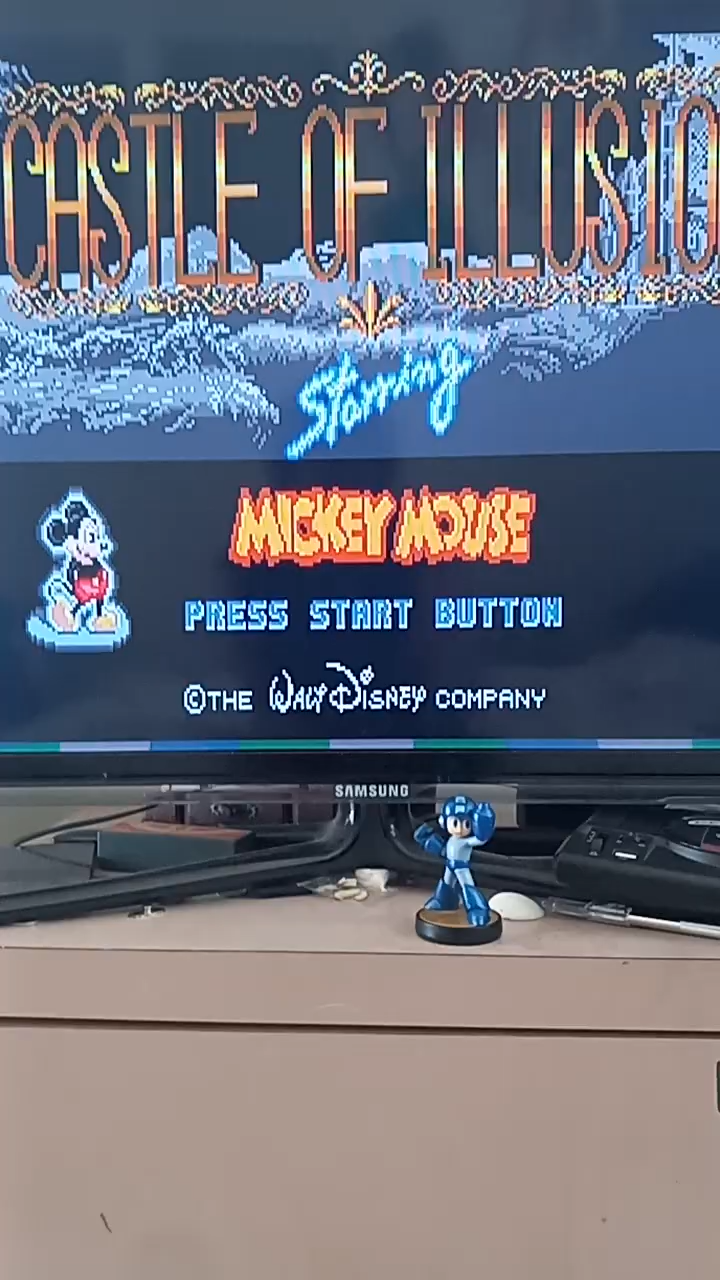 CASTLE OF ILLUSIO
Starring
MICKEY MOUSE
PRESS START BUTTON
©THE WALT DISNEY COMPANY
SAMSUNG